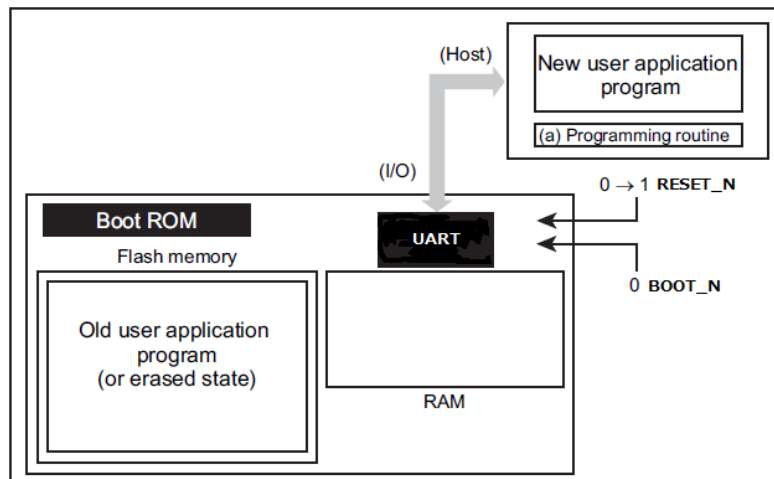 (Host)
New user application
program
(a) Programming routine
(I/O)
0 → 1 RESET_N
Boot ROM
UART
Flash memory
0 BOOT_N
Old user application
program
(or erased state)
RAM